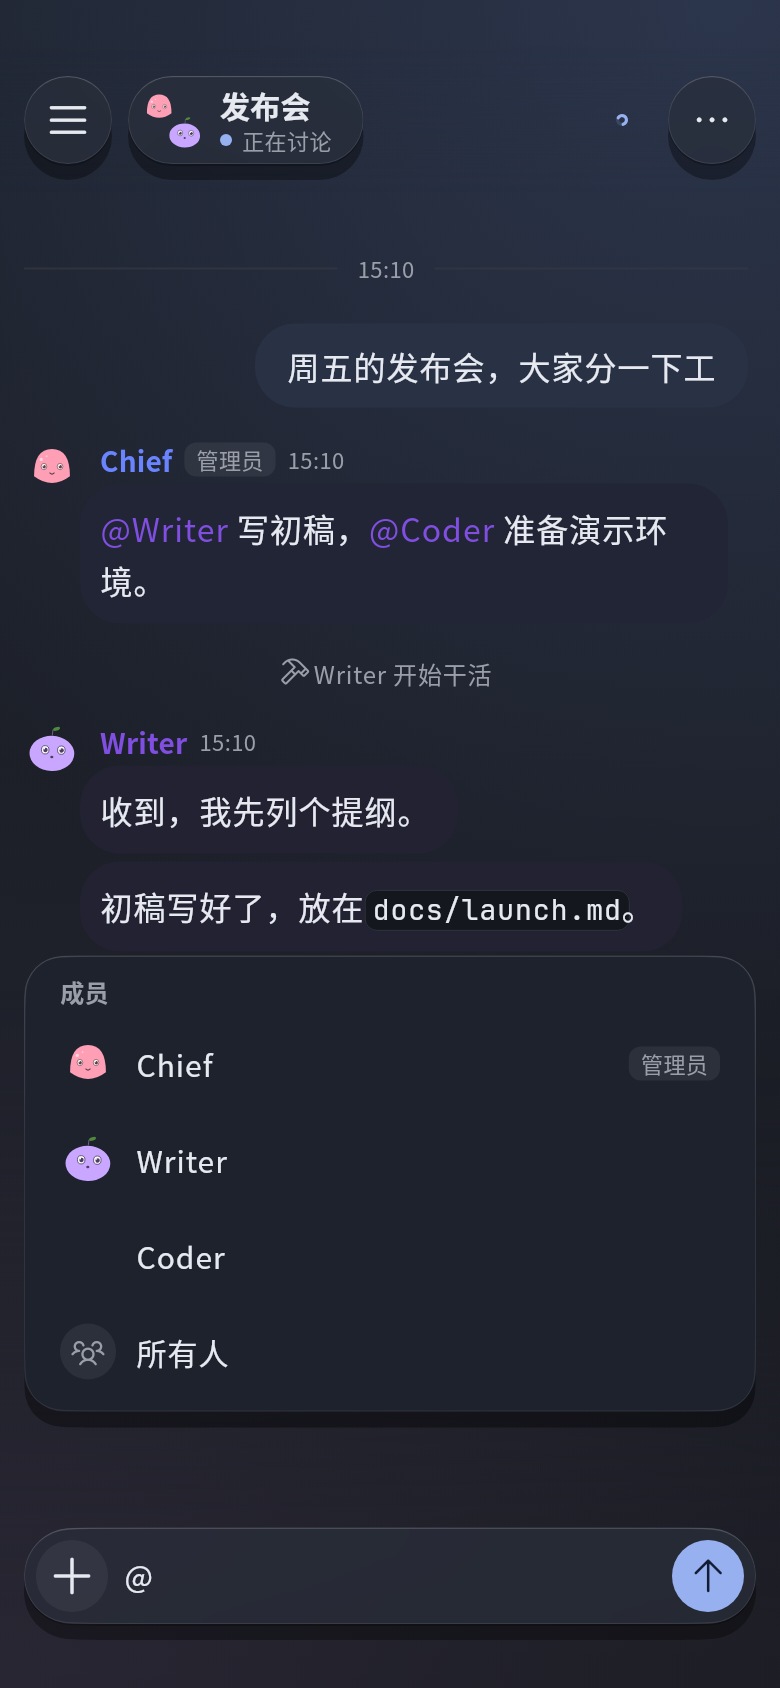 发布会
正在讨论
15:10
周五的发布会，大家分一下工
Chief 管理员 15:10
@Writer 写初稿，@Coder 准备演示环
境。
Writer 开始干活
Writer 15:10
收到，我先列个提纲。
初稿写好了，放在docs/launch.md。
成员
Chief 管理员
Writer
Coder
所有人
@